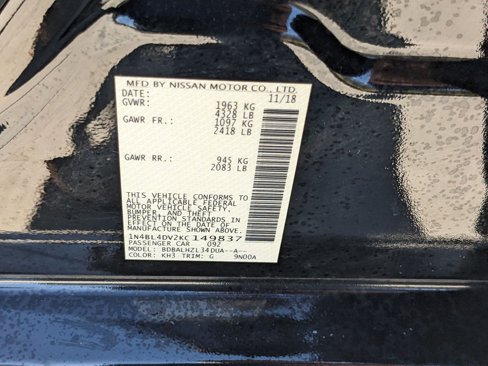 MFD BY NISSAN MOTOR CO., LTD.
DATE: 11/18
GVWR: 1963 KG
4328 LB
GAWR FR.: 1097 KG
2418 LB
GAWR RR.: 945 KG
2083 LB
THIS VEHICLE CONFORMS TO
ALL APPLICABLE FEDERAL
MOTOR VEHICLE SAFETY,
BUMPER AND THEFT
PREVENTION STANDARDS IN
EFFECT ON THE DATE OF
MANUFACTURE SHOWN ABOVE.
1N4BL4DV2KC149837
PASSENGER CAR 092
MODEL: BDBALHZL34DUA--A--
COLOR: KH3 TRIM: G 9N00A